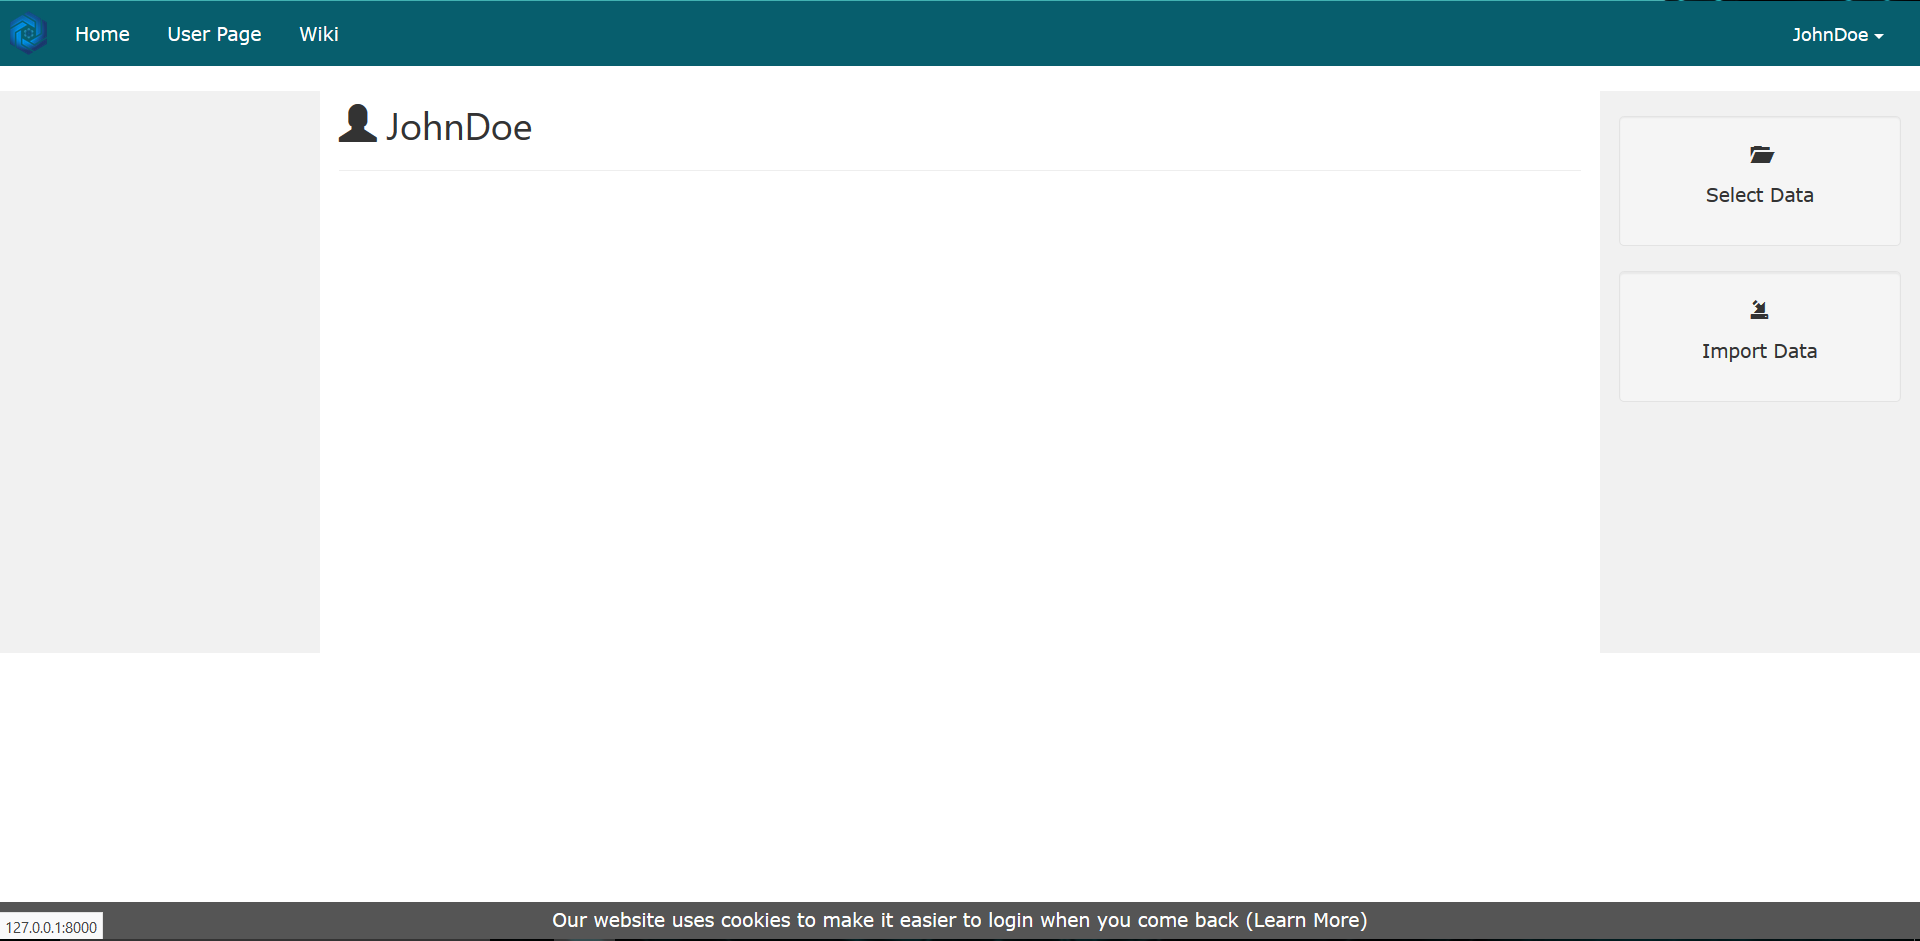 Home User Page Wiki JohnDoe
JohnDoe
Select Data
Import Data
Our website uses cookies to make it easier to login when you come back (Learn More)
127.0.0.1:8000